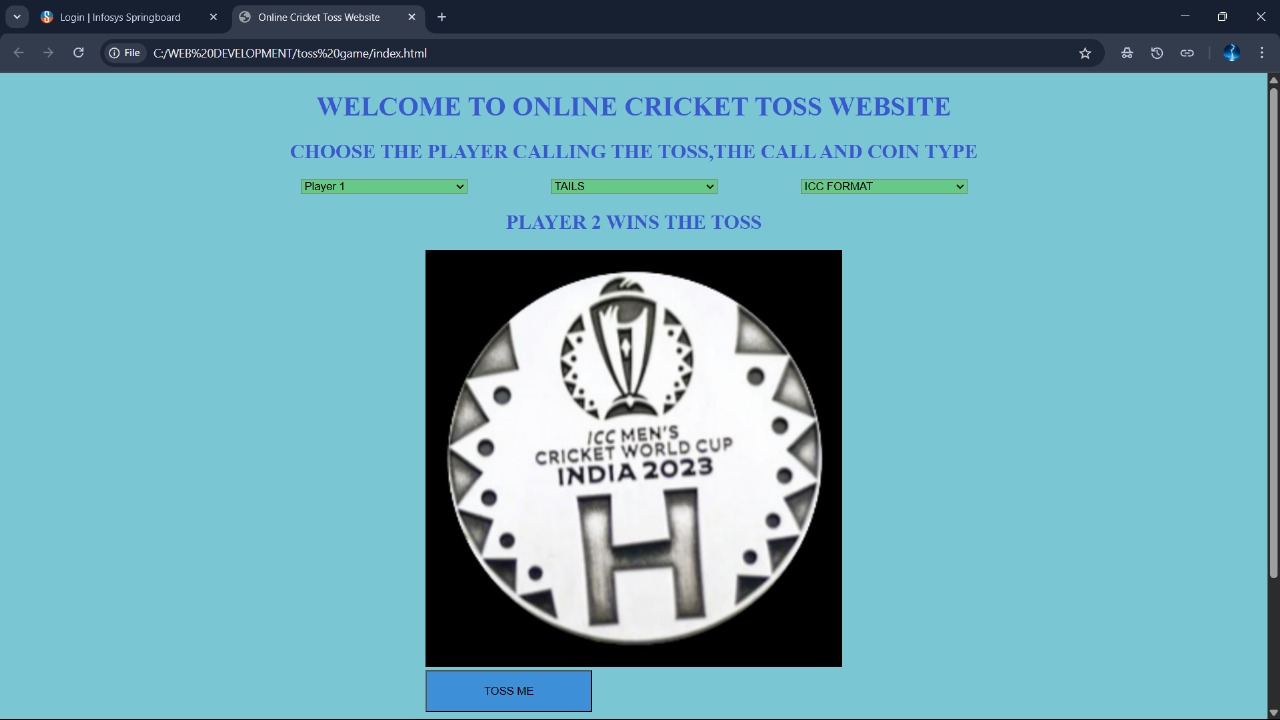 Login | Infosys Springboard
Online Cricket Toss Website
File
C:/WEB%20DEVELOPMENT/toss%20game/index.html
WELCOME TO ONLINE CRICKET TOSS WEBSITE
CHOOSE THE PLAYER CALLING THE TOSS,THE CALL AND COIN TYPE
Player 1
TAILS
ICC FORMAT
PLAYER 2 WINS THE TOSS
ICC MEN'S
CRICKET WORLD CUP
INDIA 2023
H
TOSS ME